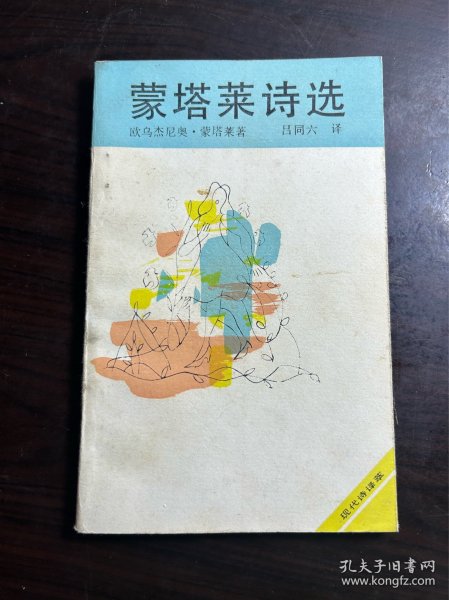 蒙塔莱诗选
欧乌杰尼奥·蒙塔莱著 吕同六 译
现代诗译萃
孔夫子旧书网
www.kongfz.com